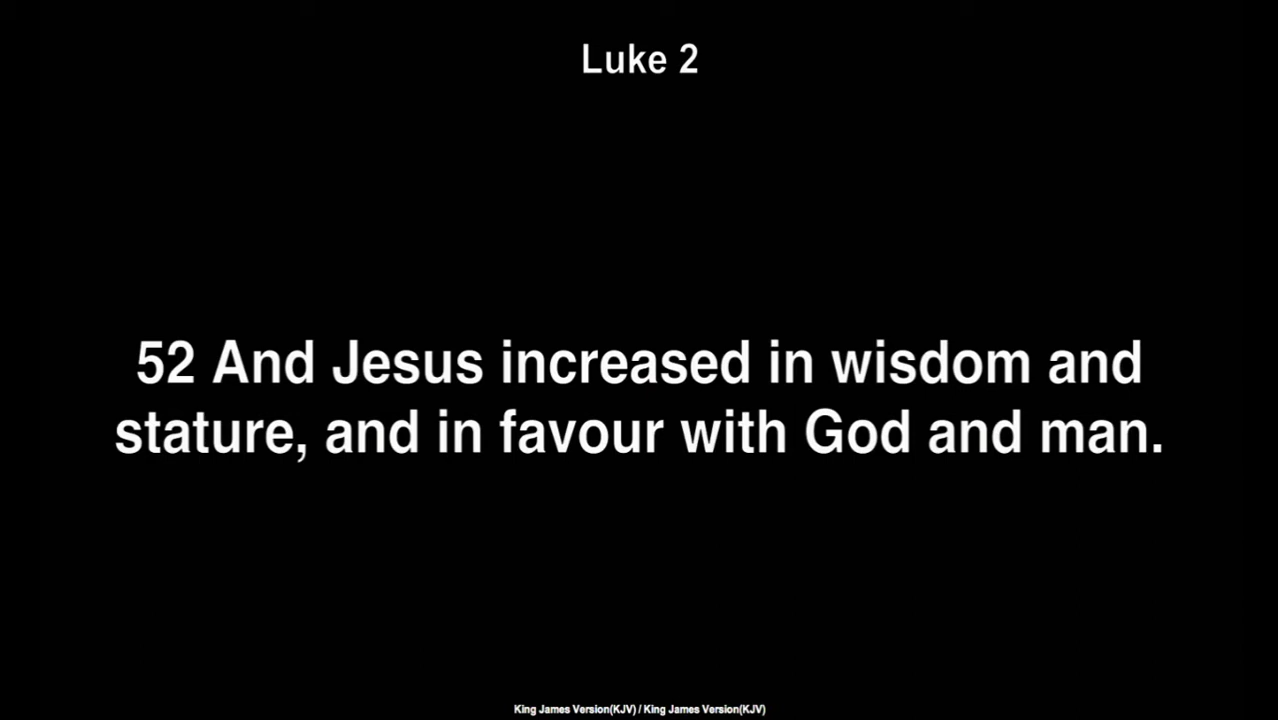 Luke 2
52 And Jesus increased in wisdom and
stature, and in favour with God and man.
King James Version(KJV) / King James Version(KJV)